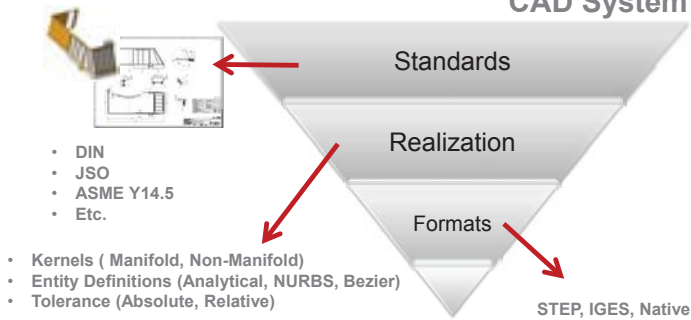 CAD System
Standards
Realization
Formats
• DIN
• JSO
• ASME Y14.5
• Etc.
• Kernels ( Manifold, Non-Manifold)
• Entity Definitions (Analytical, NURBS, Bezier)
• Tolerance (Absolute, Relative)
STEP, IGES, Native